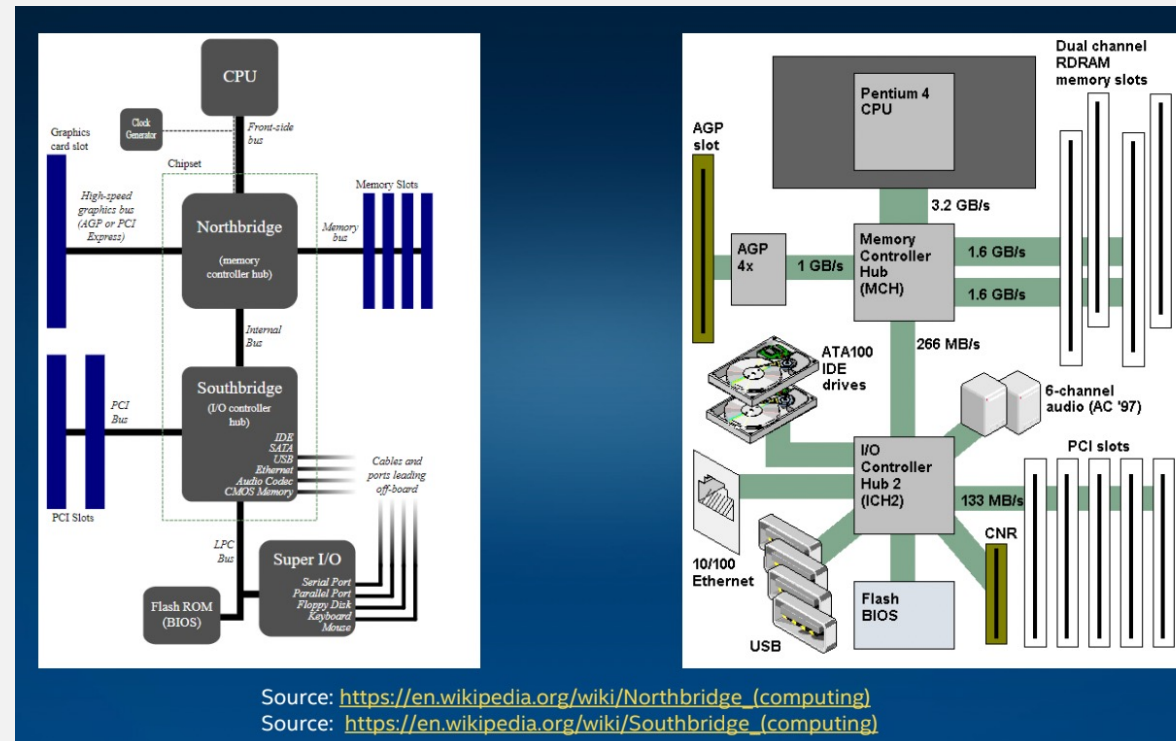 CPU
Clock
Generator
Front-side
bus
Graphics
card slot
Chipset
High-speed
graphics bus
(AGP or PCI
Express)
Northbridge
(memory
controller hub)
Memory
bus
Memory Slots
Internal
Bus
Southbridge
(I/O controller
hub)
PCI
Bus
PCI Slots
IDE
SATA
USB
Ethernet
Audio Codec
CMOS Memory
Cables and
ports leading
off-board
LPC
Bus
Super I/O
Serial Port
Parallel Port
Floppy Disk
Keyboard
Mouse
Flash ROM
(BIOS)
Dual channel
RDRAM
memory slots
Pentium 4
CPU
AGP
slot
3.2 GB/s
AGP
4x
1 GB/s
Memory
Controller
Hub
(MCH)
1.6 GB/s
1.6 GB/s
266 MB/s
ATA100
IDE
drives
6-channel
audio (AC '97)
I/O
Controller
Hub 2
(ICH2)
PCI slots
133 MB/s
CNR
10/100
Ethernet
USB
Flash
BIOS
Source: https://en.wikipedia.org/wiki/Northbridge_(computing)
Source: https://en.wikipedia.org/wiki/Southbridge_(computing)